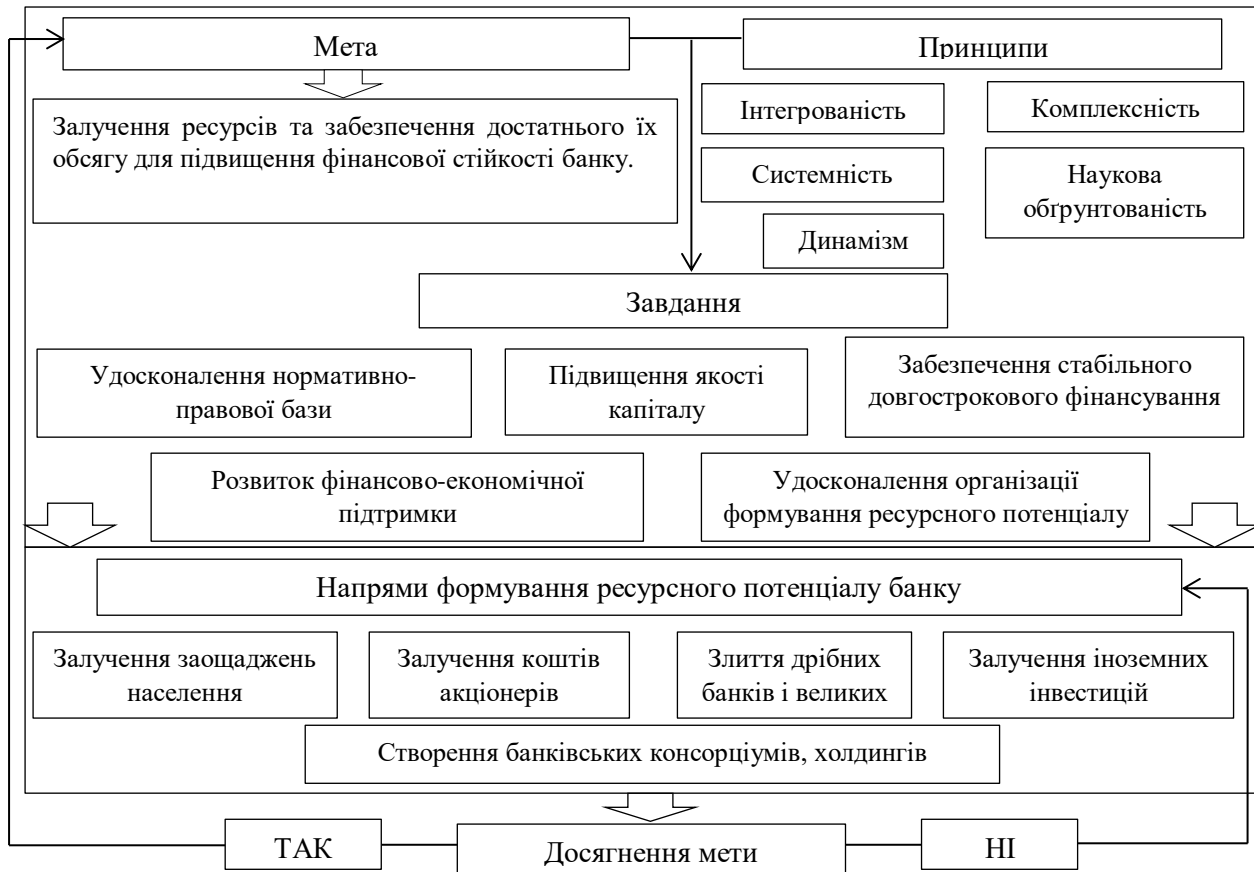 Мета
Принципи
Залучення ресурсів та забезпечення достатнього їх
обсягу для підвищення фінансової стійкості банку.
Інтегрованість
Комплексність
Системність
Наукова
обґрунтованість
Динамізм
Завдання
Удосконалення нормативно-
правової бази
Підвищення якості
капіталу
Забезпечення стабільного
довгострокового фінансування
Розвиток фінансово-економічної
підтримки
Удосконалення організації
формування ресурсного потенціалу
Напрями формування ресурсного потенціалу банку
Залучення заощаджень
населення
Залучення коштів
акціонерів
Злиття дрібних
банків і великих
Залучення іноземних
інвестицій
Створення банківських консорціумів, холдингів
ТАК
Досягнення мети
НІ